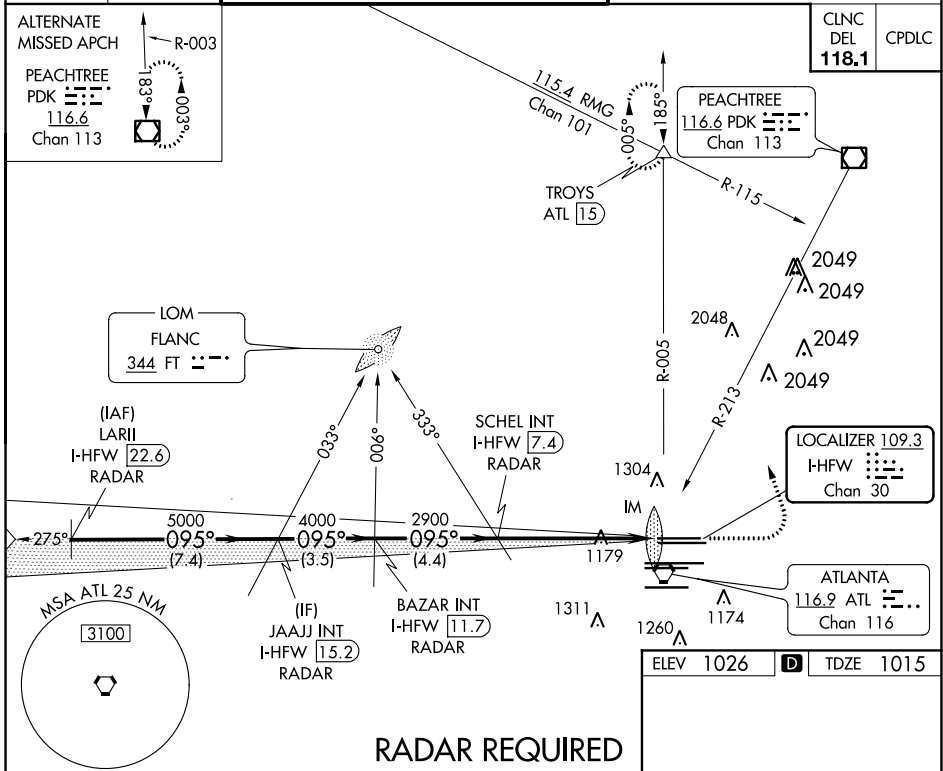 ALTERNATE
MISSED APCH
R-003
PEACHTREE
PDK
116.6
Chan 113
183°
003°
CLNC
DEL
118.1
CPDLC
115.4 RMG
Chan 101
005°
185°
PEACHTREE
116.6 PDK
Chan 113
TROYS
ATL 15
R-115
2049
2049
2048
2049
2049
R-005
R-213
LOM
FLANC
344 FT
033°
006°
333°
(IAF)
LARII
I-HFW 22.6
RADAR
SCHEL INT
I-HFW 7.4
RADAR
LOCALIZER 109.3
I-HFW
Chan 30
1304
IM
275°
5000
095°
(7.4)
4000
095°
(3.5)
2900
095°
(4.4)
1179
ATLANTA
116.9 ATL
Chan 116
1174
1311
1260
MSA ATL 25 NM
3100
(IF)
JAAJJ INT
I-HFW 15.2
RADAR
BAZAR INT
I-HFW 11.7
RADAR
ELEV 1026 D TDZE 1015
RADAR REQUIRED